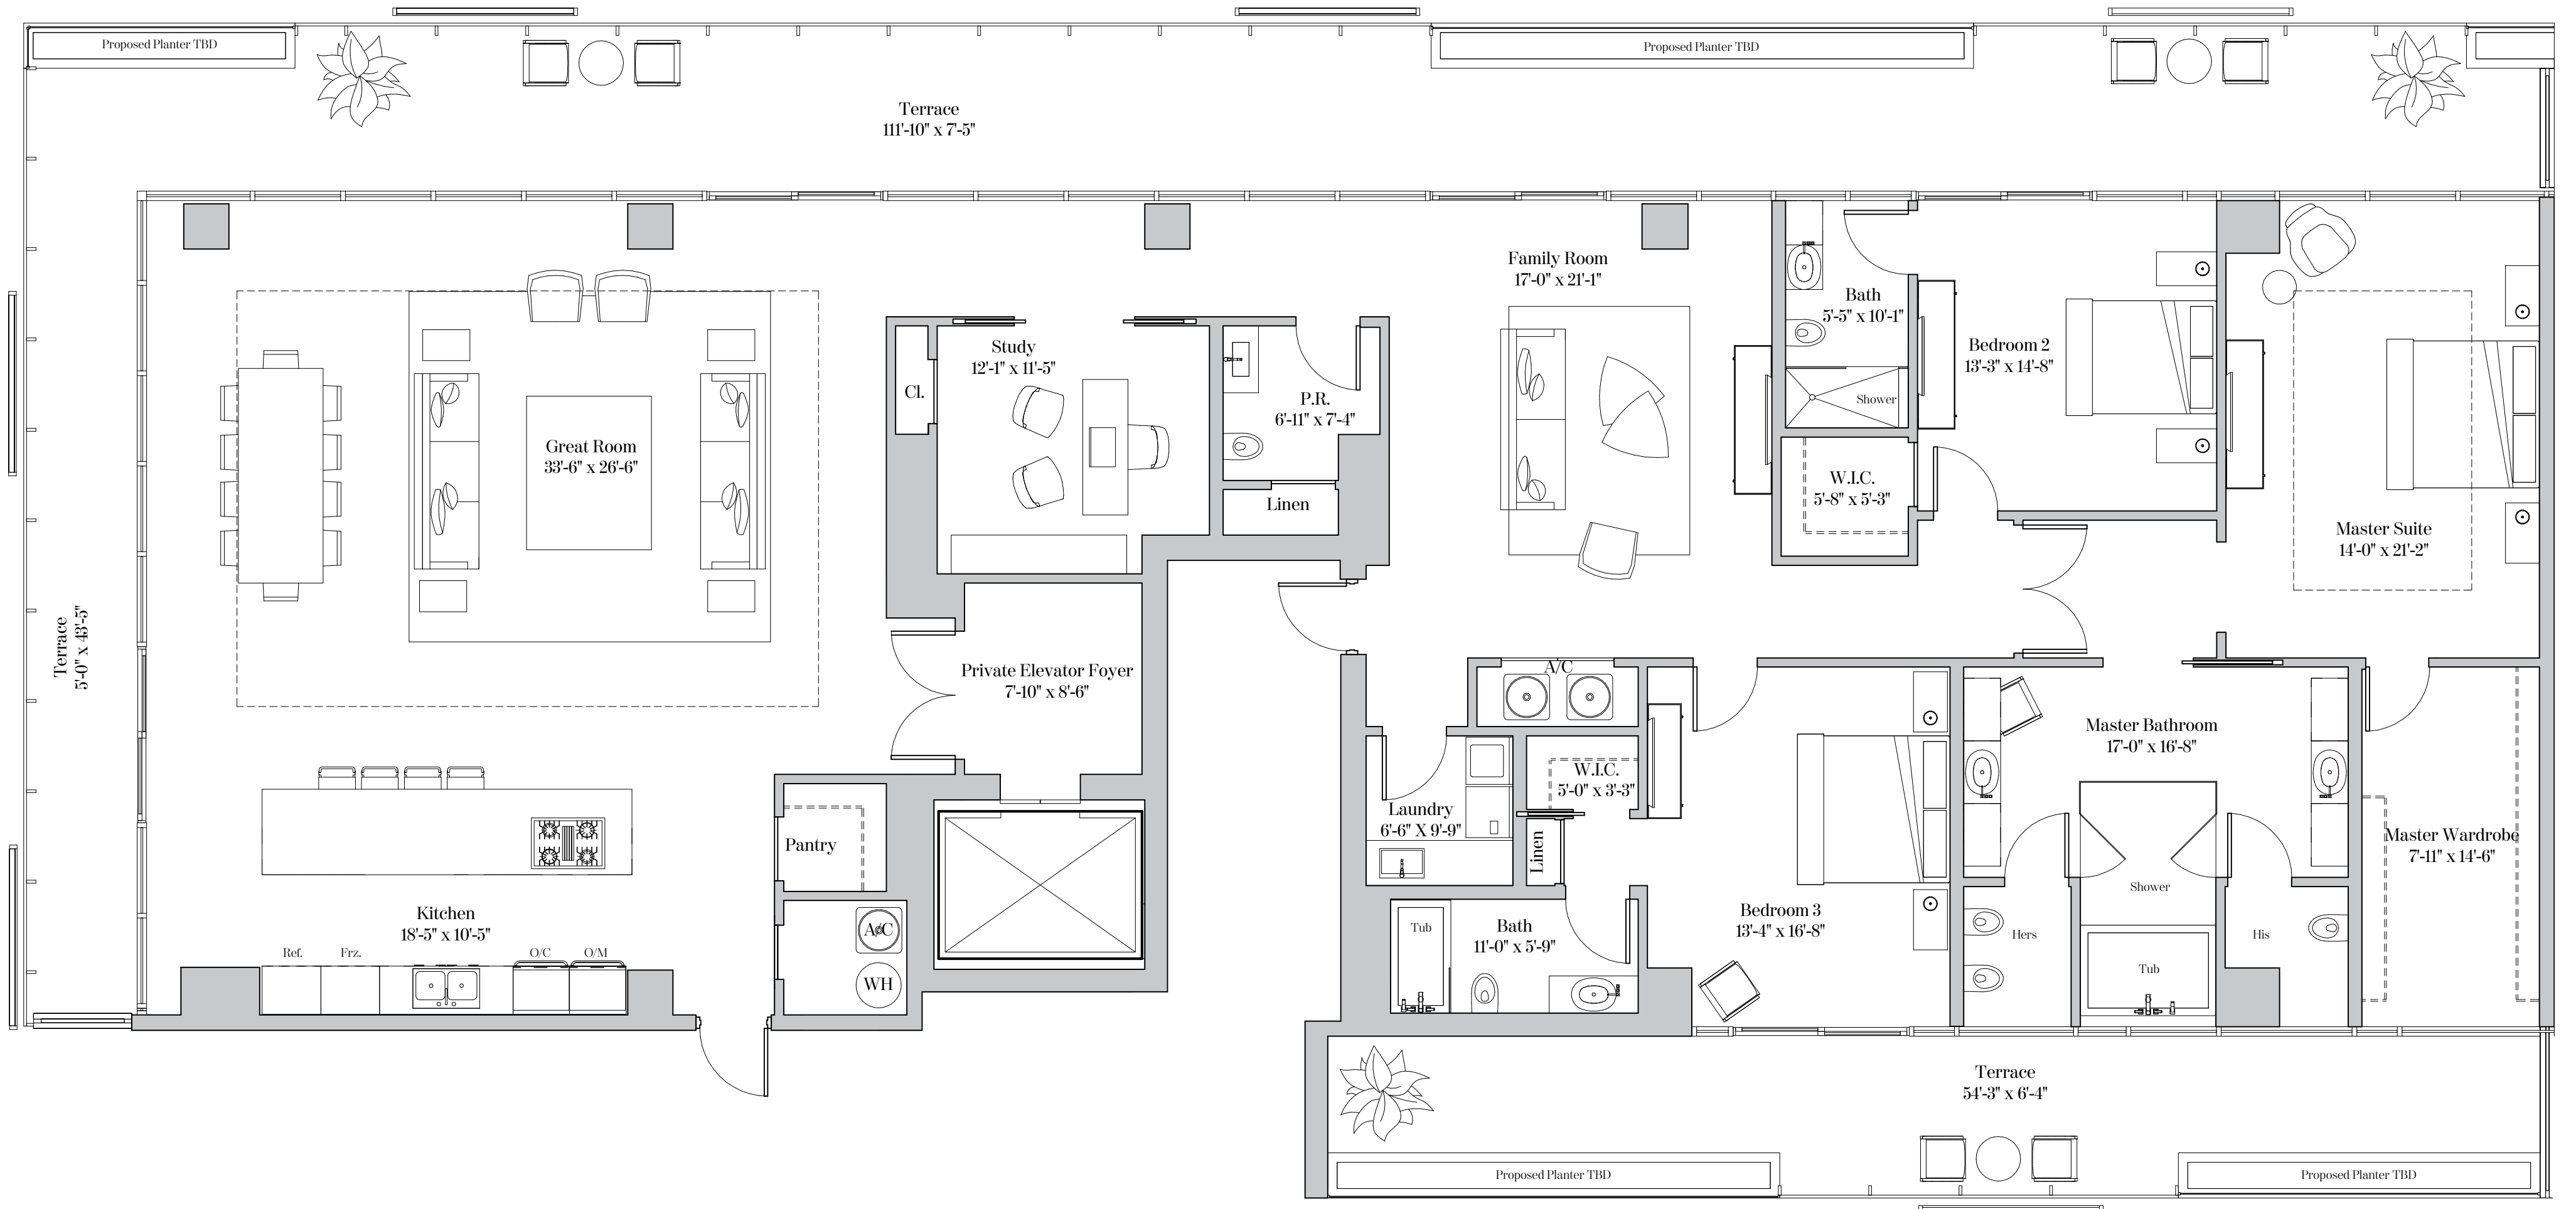 Proposed Planter TBD
Proposed Planter TBD
Terrace
111'-10" x 7'-5"
Family Room
17'-0" x 21'-1"
Bath
5'-5" x 10'-1"
Study
12'-1" x 11'-5"
Bedroom 2
13'-3" x 14'-8"
Cl.
P.R.
6'-11" x 7'-4"
Shower
Great Room
33'-6" x 26'-6"
W.I.C.
5'-8" x 5'-3"
Linen
Master Suite
14'-0" x 21'-2"
Terrace
5'-0" x 43'-5"
Private Elevator Foyer
7'-10" x 8'-6"
A/C
Master Bathroom
17'-0" x 16'-8"
W.I.C.
5'-0" x 3'-3"
Laundry
6'-6" X 9'-9"
Pantry
Linen
Master Wardrobe
7'-11" x 14'-6"
Shower
Kitchen
18'-5" x 10'-5"
Bedroom 3
13'-4" x 16'-8"
A/C
Tub
Bath
11'-0" x 5'-9"
Hers
His
Ref.
Frz.
O/C
O/M
Tub
WH
Terrace
54'-3" x 6'-4"
Proposed Planter TBD
Proposed Planter TBD